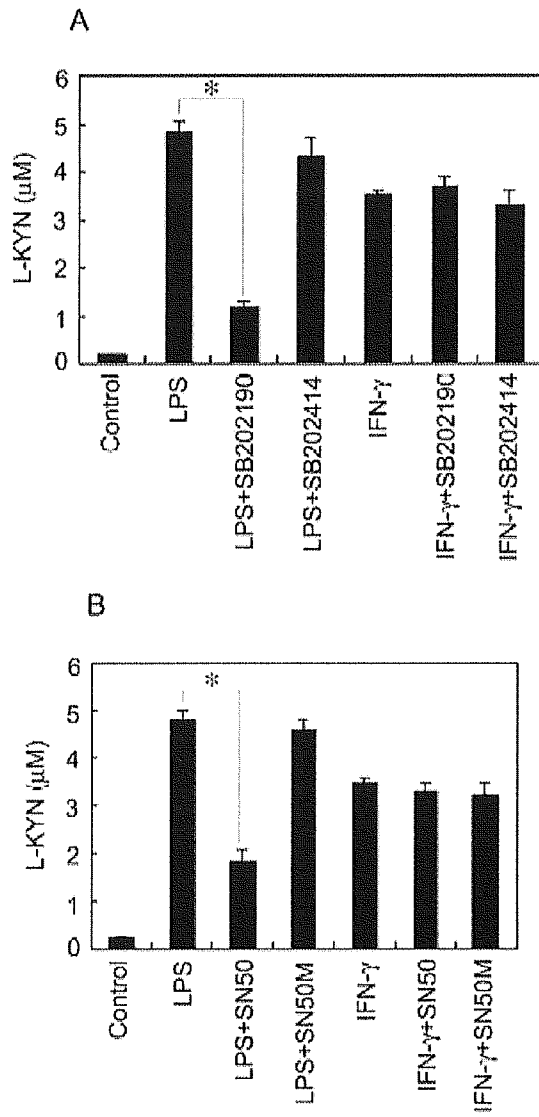 A
6
5
4
3
2
1
0
L-KYN (μM)
*
Control
LPS
LPS+SB202190
LPS+SB202414
IFN-γ
IFN-γ+SB202190
IFN-γ+SB202414
B
6
5
4
3
2
1
0
L-KYN (μM)
*
Control
LPS
LPS+SN50
LPS+SN50M
IFN-γ
IFN-γ+SN50
IFN-γ+SN50M